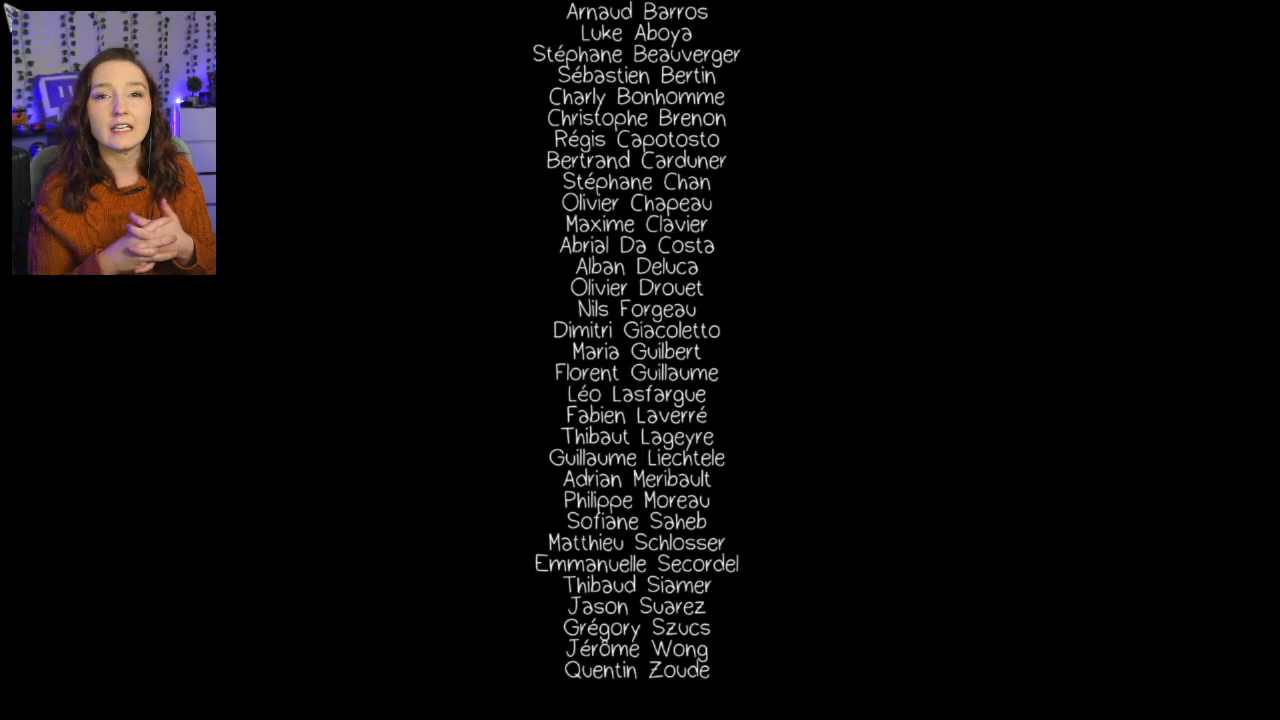 Arnaud Barros
Luke Aboya
Stéphane Beauverger
Sébastien Bertin
Charly Bonhomme
Christophe Brenon
Régis Capotosto
Bertrand Carduner
Stéphane Chan
Olivier Chapeau
Maxime Clavier
Abrial Da Costa
Alban Deluca
Olivier Drouet
Nils Forgeau
Dimitri Giacoletto
Maria Guilbert
Florent Guillaume
Léo Lasfargue
Fabien Laverré
Thibaut Lageyre
Guillaume Liechtele
Adrian Meribault
Philippe Moreau
Sofiane Saheb
Matthieu Schlosser
Emmanuelle Secordel
Thibaud Siamer
Jason Suarez
Grégory Szucs
Jérôme Wong
Quentin Zoude